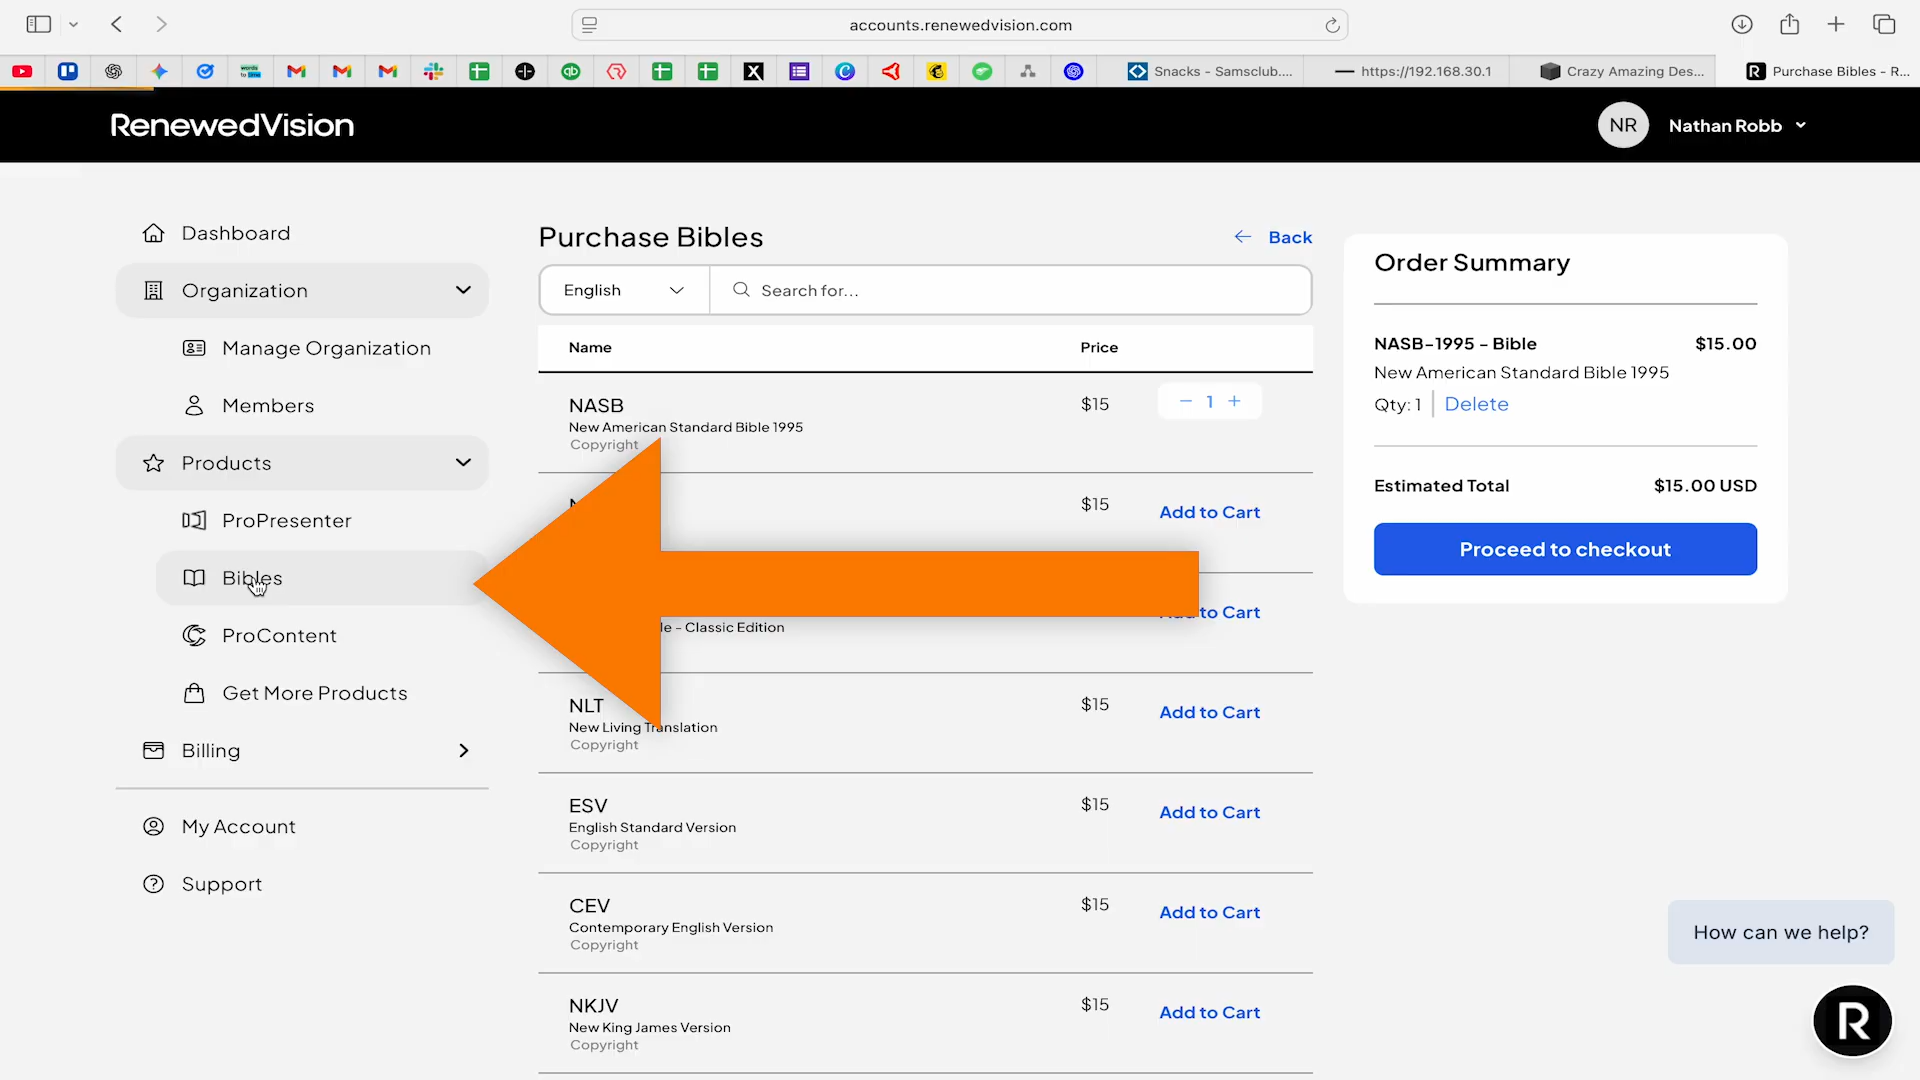 accounts.renewedvision.com
Snacks - Samsclub....
https://192.168.30.1
Crazy Amazing Des...
Purchase Bibles - R...
RenewedVision
NR
Nathan Robb
Dashboard
Organization
Manage Organization
Members
Products
ProPresenter
Bibles
ProContent
Get More Products
Billing
My Account
Support
Purchase Bibles
Back
English
Search for...
Name
Price
NASB
New American Standard Bible 1995
Copyright
$15
1
$15
Add to Cart
le - Classic Edition
to Cart
NLT
New Living Translation
Copyright
$15
Add to Cart
ESV
English Standard Version
Copyright
$15
Add to Cart
CEV
Contemporary English Version
Copyright
$15
Add to Cart
NKJV
New King James Version
Copyright
$15
Add to Cart
Order Summary
NASB-1995 - Bible
$15.00
New American Standard Bible 1995
Qty: 1
Delete
Estimated Total
$15.00 USD
Proceed to checkout
How can we help?
R